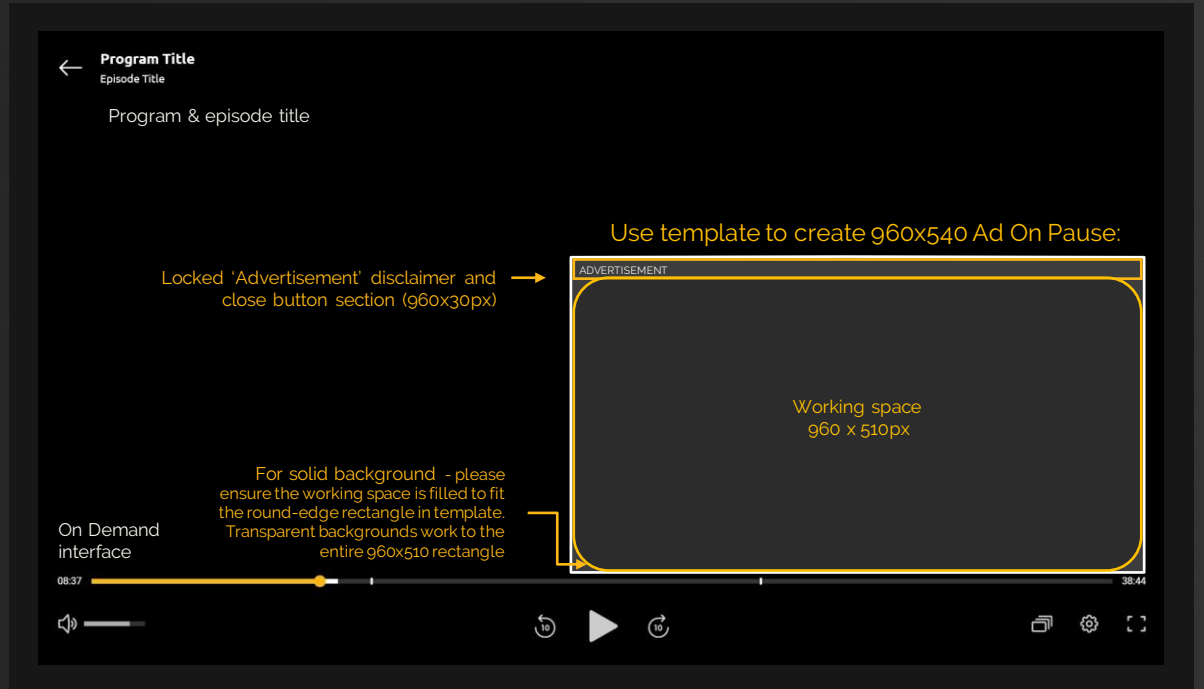 Program Title
Episode Title
Program & episode title
Use template to create 960x540 Ad On Pause:
Locked ‘Advertisement’ disclaimer and
close button section (960x30px)
ADVERTISEMENT
Working space
960 x 510px
For solid background - please
ensure the working space is filled to fit
the round-edge rectangle in template.
Transparent backgrounds work to the
entire 960x510 rectangle
On Demand
interface
08:37
38:44
10
10